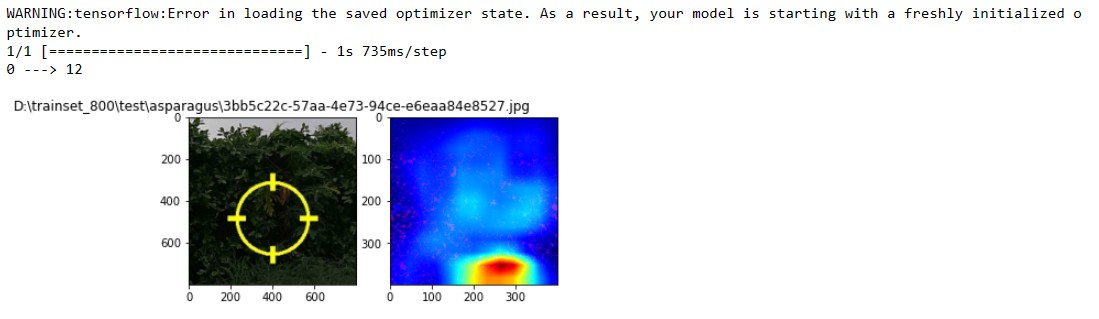 WARNING:tensorflow:Error in loading the saved optimizer state. As a result, your model is starting with a freshly initialized o
ptimizer.
1/1 [==============================] - 1s 735ms/step
0 ---> 12
D:\trainset_800\test\asparagus\3bb5c22c-57aa-4e73-94ce-e6eaa84e8527.jpg
0
200
400
600
0 200 400 600
0
100
200
300
0 100 200 300